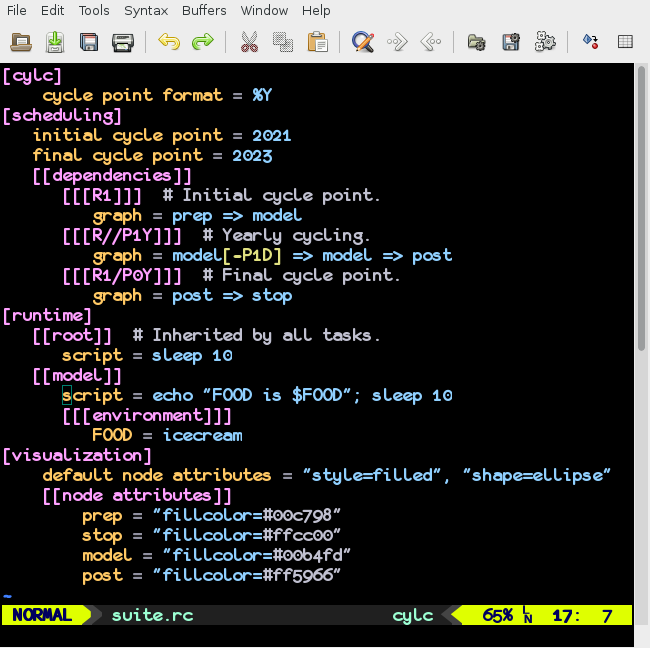 File Edit Tools Syntax Buffers Window Help
[cylc]
    cycle point format = %Y
[scheduling]
   initial cycle point = 2021
   final cycle point = 2023
   [[dependencies]]
      [[[R1]]]  # Initial cycle point.
         graph = prep => model
      [[[R//P1Y]]]  # Yearly cycling.
         graph = model[-P1D] => model => post
      [[[R1/P0Y]]]  # Final cycle point.
         graph = post => stop
[runtime]
   [[root]]  # Inherited by all tasks.
      script = sleep 10
   [[model]]
      script = echo "FOOD is $FOOD"; sleep 10
      [[[environment]]]
         FOOD = icecream
[visualization]
    default node attributes = "style=filled", "shape=ellipse"
    [[node attributes]]
        prep = "fillcolor=#00c798"
        stop = "fillcolor=#ffcc00"
        model = "fillcolor=#00b4fd"
        post = "fillcolor=#ff5966"
~
NORMAL suite.rc cylc 65% LN 17: 7